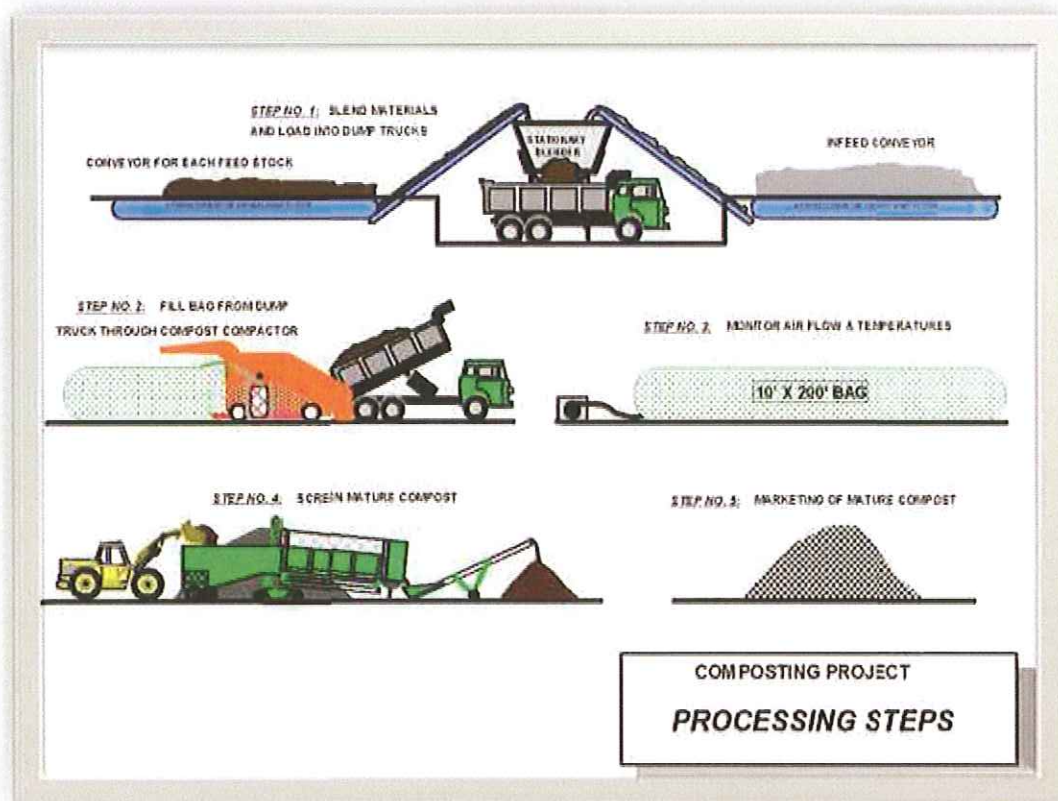 STEP NO. 1: BLEND MATERIALS
AND LOAD INTO DUMP TRUCKS
CONVEYOR FOR EACH FEED STOCK
STATIONARY
BLENDER
INFEED CONVEYOR
STEP NO. 2: FILL BAG FROM DUMP
TRUCK THROUGH COMPOST COMPACTOR
STEP NO. 3: MONITOR AIR FLOW & TEMPERATURES
10' X 200' BAG
STEP NO. 4: SCREEN MATURE COMPOST
STEP NO. 5: MARKETING OF MATURE COMPOST
COMPOSTING PROJECT
PROCESSING STEPS